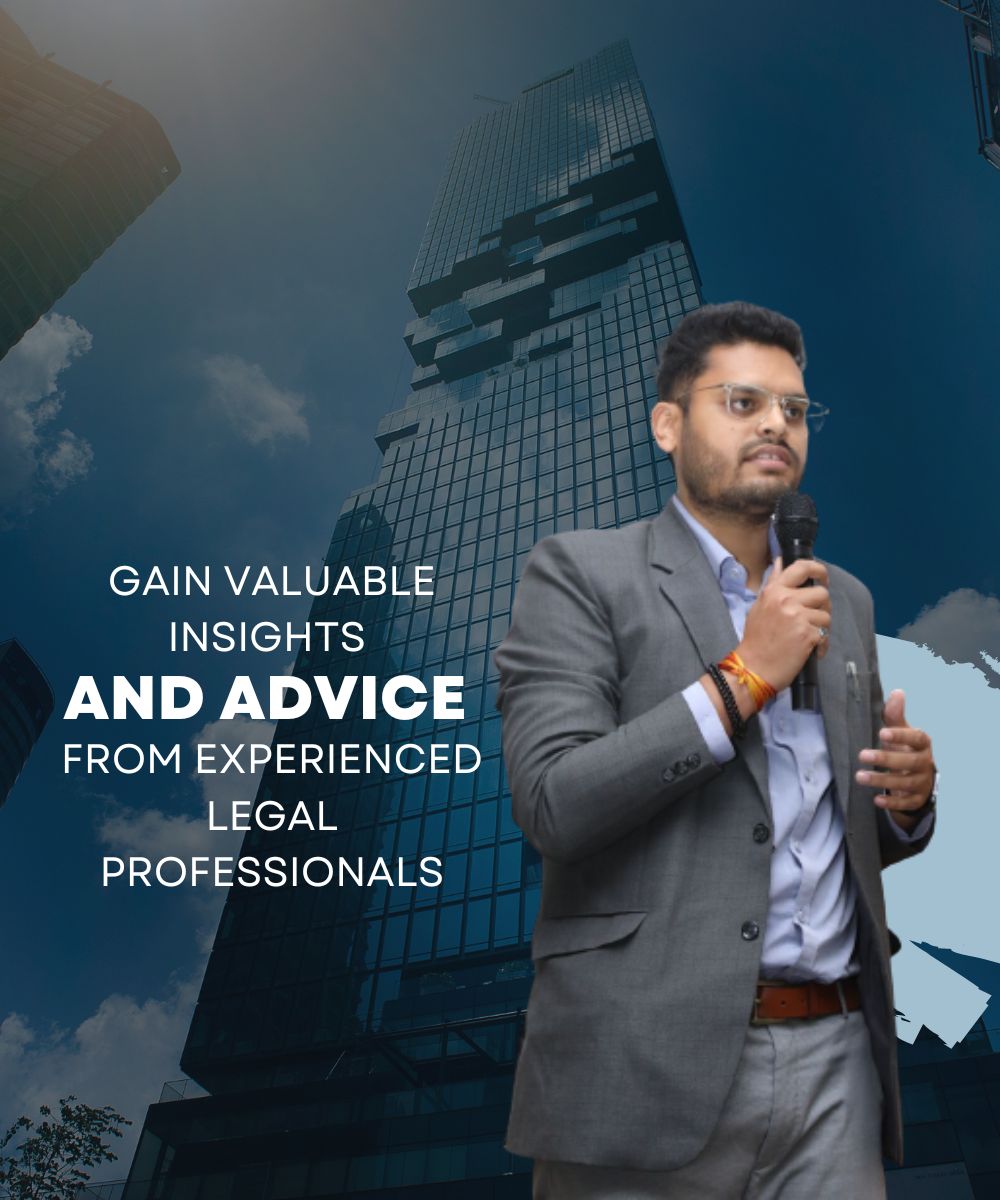 GAIN VALUABLE
INSIGHTS
AND ADVICE
FROM EXPERIENCED
LEGAL
PROFESSIONALS